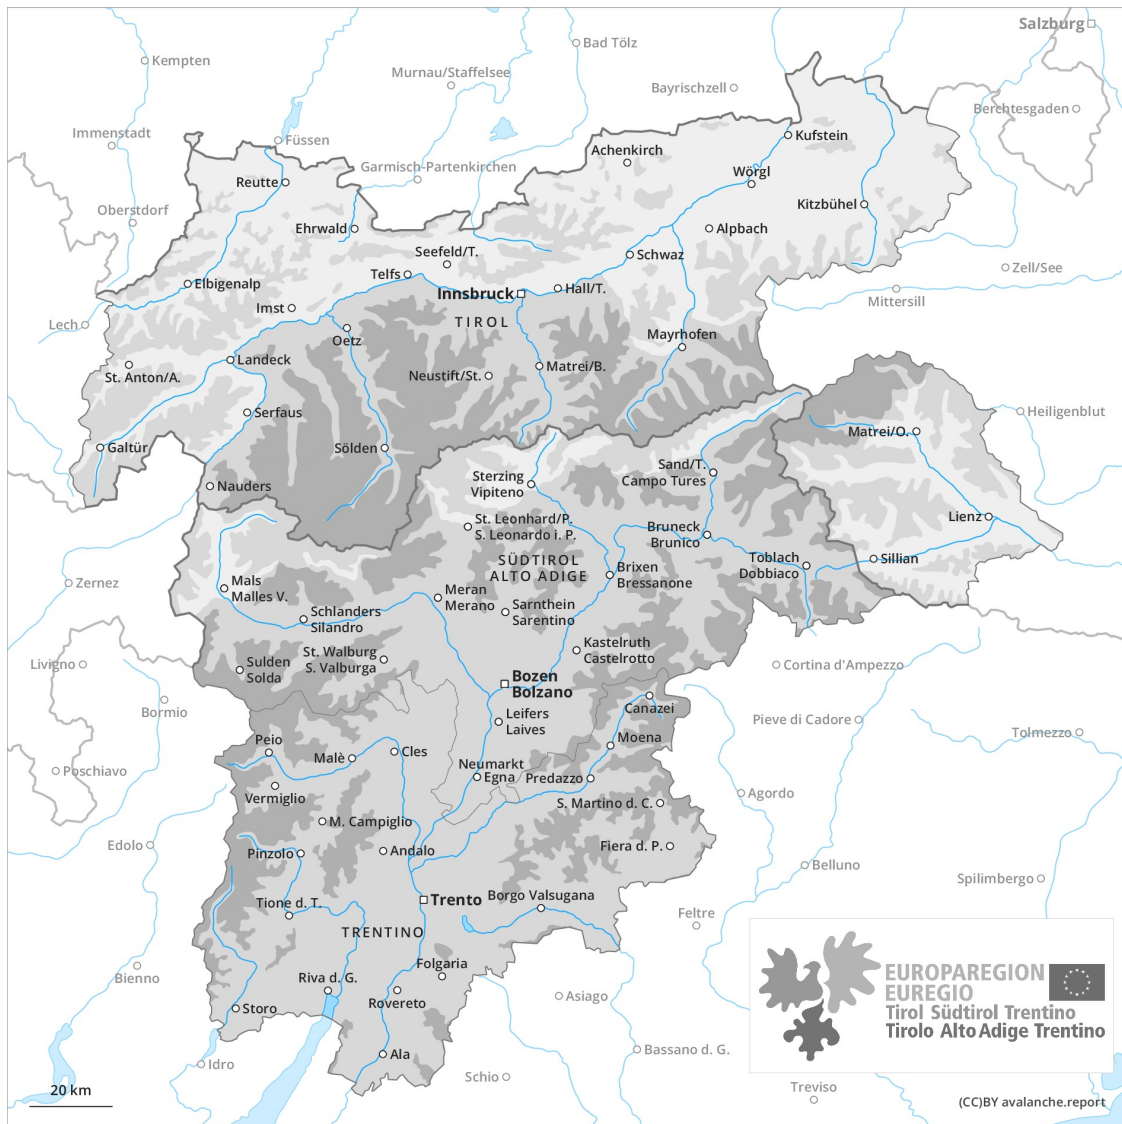 Salzburg
Bad Tölz
Kempten
Murnau/Staffelsee
Bayrischzell
Berchtesgaden
Immenstadt
Füssen
Kufstein
Achenkirch
Garmisch-Partenkirchen
Wörgl
Reutte
Kitzbühel
Oberstdorf
Ehrwald
Alpbach
Seefeld/T.
Schwaz
Zell/See
Telfs
Elbigenalp
Innsbruck
Hall/T.
Mittersill
Imst
Lech
TIROL
Oetz
Mayrhofen
Landeck
Matrei/B.
St. Anton/A.
Neustift/St.
Serfaus
Heiligenblut
Matrei/O.
Galtür
Sölden
Sterzing
Vipiteno
Sand/T.
Campo Tures
Nauders
St. Leonhard/P.
S. Leonardo i. P.
Lienz
Bruneck
Brunico
SÜDTIROL
ALTO ADIGE
Toblach
Dobbiaco
Sillian
Brixen
Bressanone
Zernez
Mals
Malles V.
Meran
Merano
Sarnthein
Sarentino
Schlanders
Silandro
Kastelruth
Castelrotto
St. Walburg
S. Valburga
Livigno
Sulden
Solda
Cortina d'Ampezzo
Bozen
Bolzano
Canazei
Bormio
Leifers
Laives
Pieve di Cadore
Tolmezzo
Peio
Moena
Malè
Cles
Poschiavo
Neumarkt
Egna
Predazzo
Vermiglio
Agordo
S. Martino d. C.
M. Campiglio
Edolo
Pinzolo
Andalo
Fiera d. P.
Belluno
Spilimbergo
Tione d. T.
Trento
Borgo Valsugana
Feltre
TRENTINO
Bienno
Riva d. G.
Folgaria
EUROPAREGION
EUREGIO
Tirol Südtirol Trentino
Tirolo Alto Adige Trentino
Storo
Rovereto
Asiago
Ala
Bassano d. G.
Idro
Schio
Treviso
20 km
(CC)BY avalanche.report